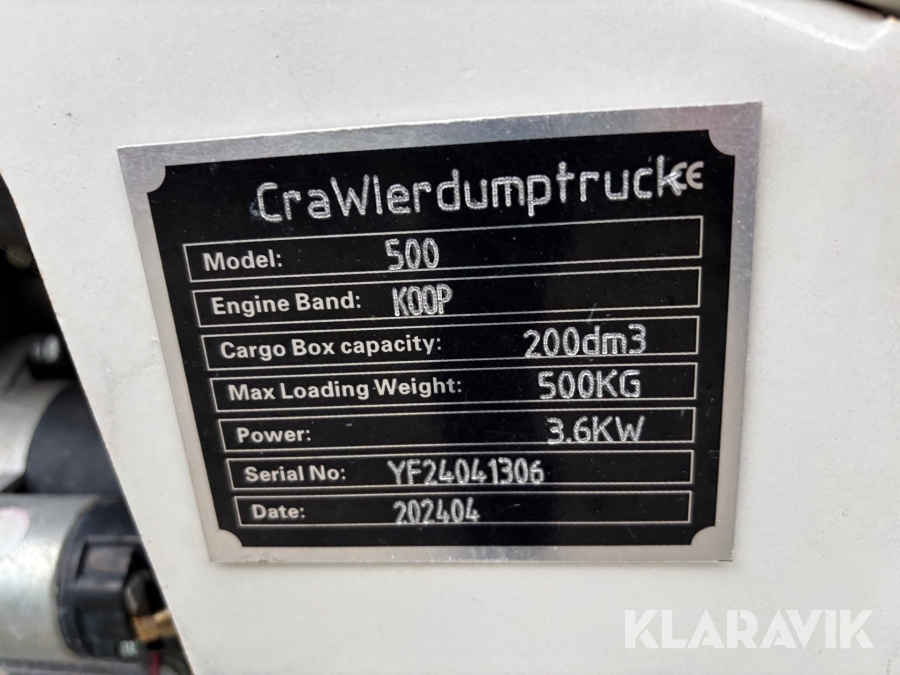 CraWlerdumptruck CE
Model: 500
Engine Band: KOOP
Cargo Box capacity: 200dm3
Max Loading Weight: 500KG
Power: 3.6KW
Serial No: YF24041306
Date: 202404
KLARAVIK